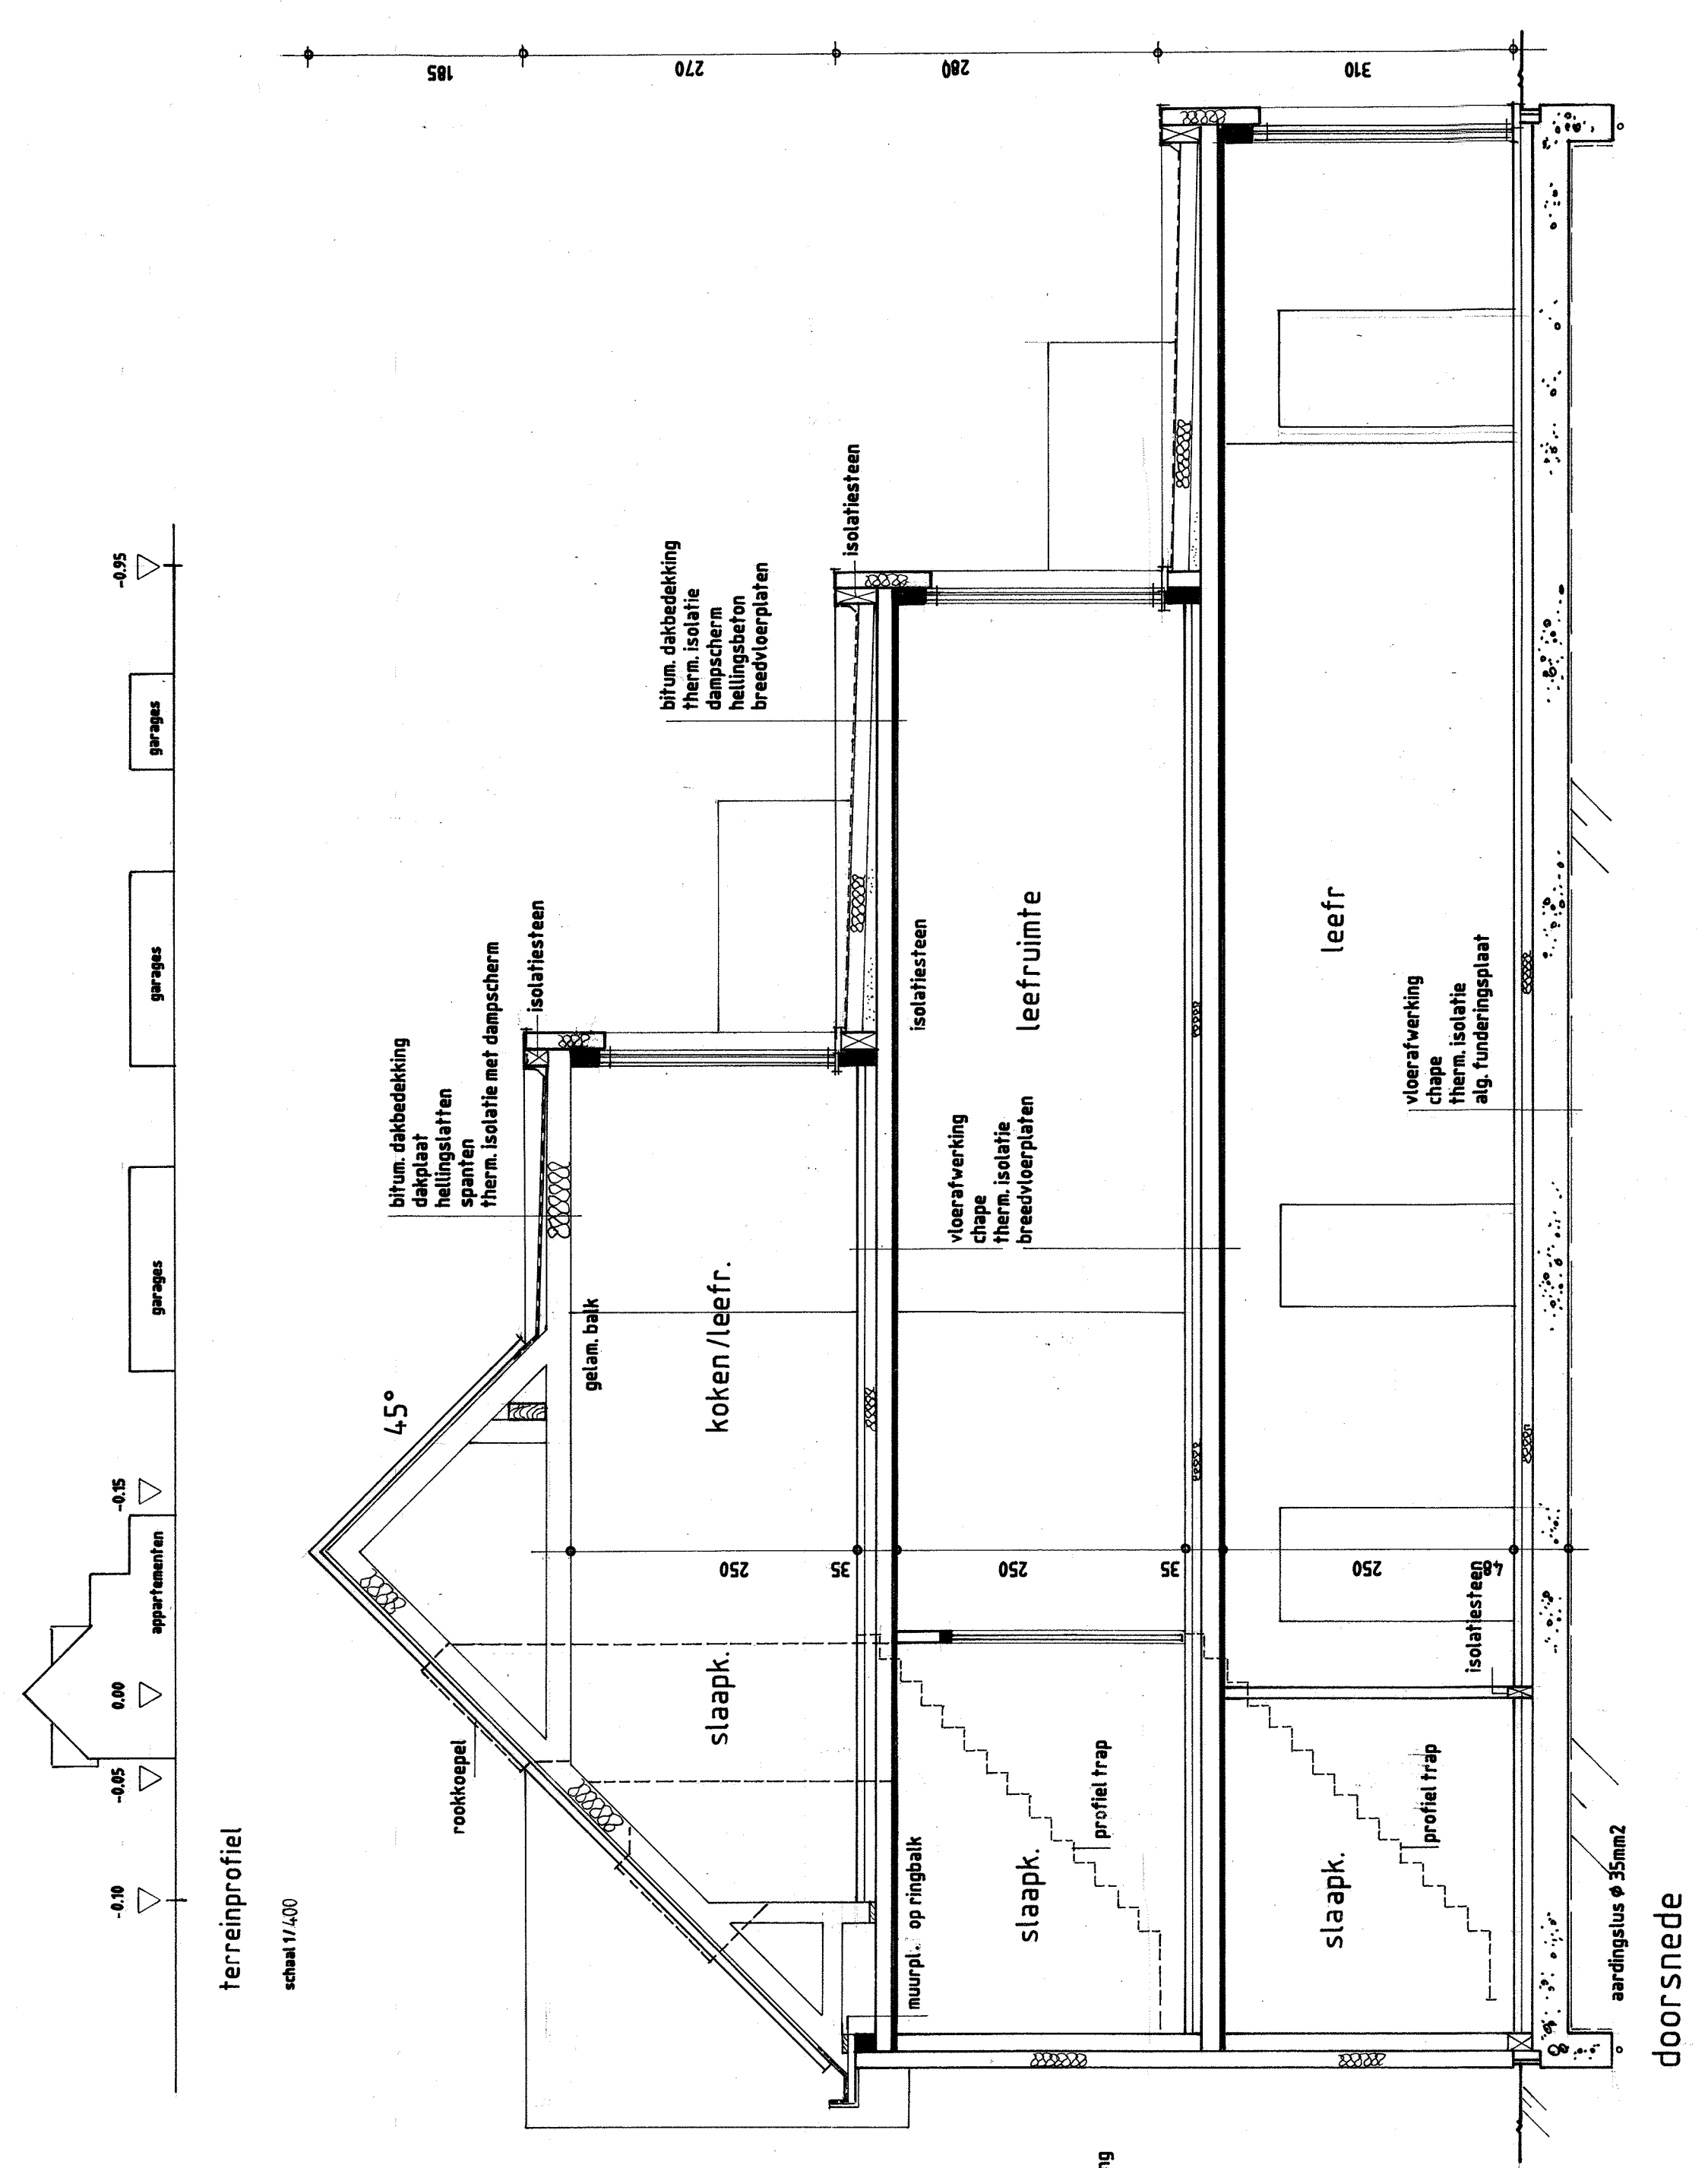 terreinprofiel
schaal 1/400
-0.10
-0.05
0.00
-0.15
-0.95
appartementen
garages
garages
garages
rookkoepel
45°
bitum. dakbedekking
dakplaat
hellingslatten
spanten
therm. isolatie met dampscherm
isolatiesteen
bitum. dakbedekking
therm. isolatie
dampscherm
hellingsbeton
breedvloerplaten
isolatiesteen
185
270
280
310
gelam. balk
slaapk.
koken/leefr.
250
35
muurpl. op ringbalk
isolatiesteen
vloerafwerking
chape
therm. isolatie
breedvloerplaten
slaapk.
leefruimte
profiel trap
250
35
slaapk.
leefr
profiel trap
250
48
isolatiesteen
vloerafwerking
chape
therm. isolatie
alg. funderingsplaat
aardingslus ø 35mm2
doorsnede
ng